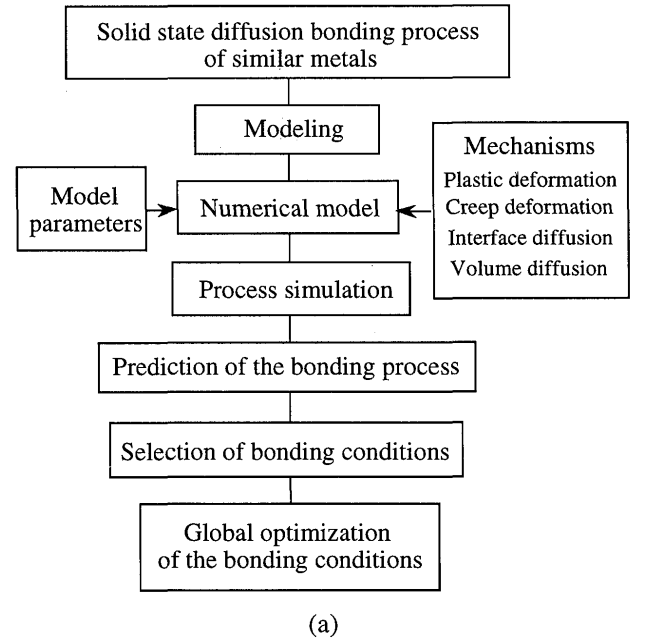 Solid state diffusion bonding process
of similar metals
Modeling
Model
parameters
Numerical model
Mechanisms
Plastic deformation
Creep deformation
Interface diffusion
Volume diffusion
Process simulation
Prediction of the bonding process
Selection of bonding conditions
Global optimization
of the bonding conditions
(a)